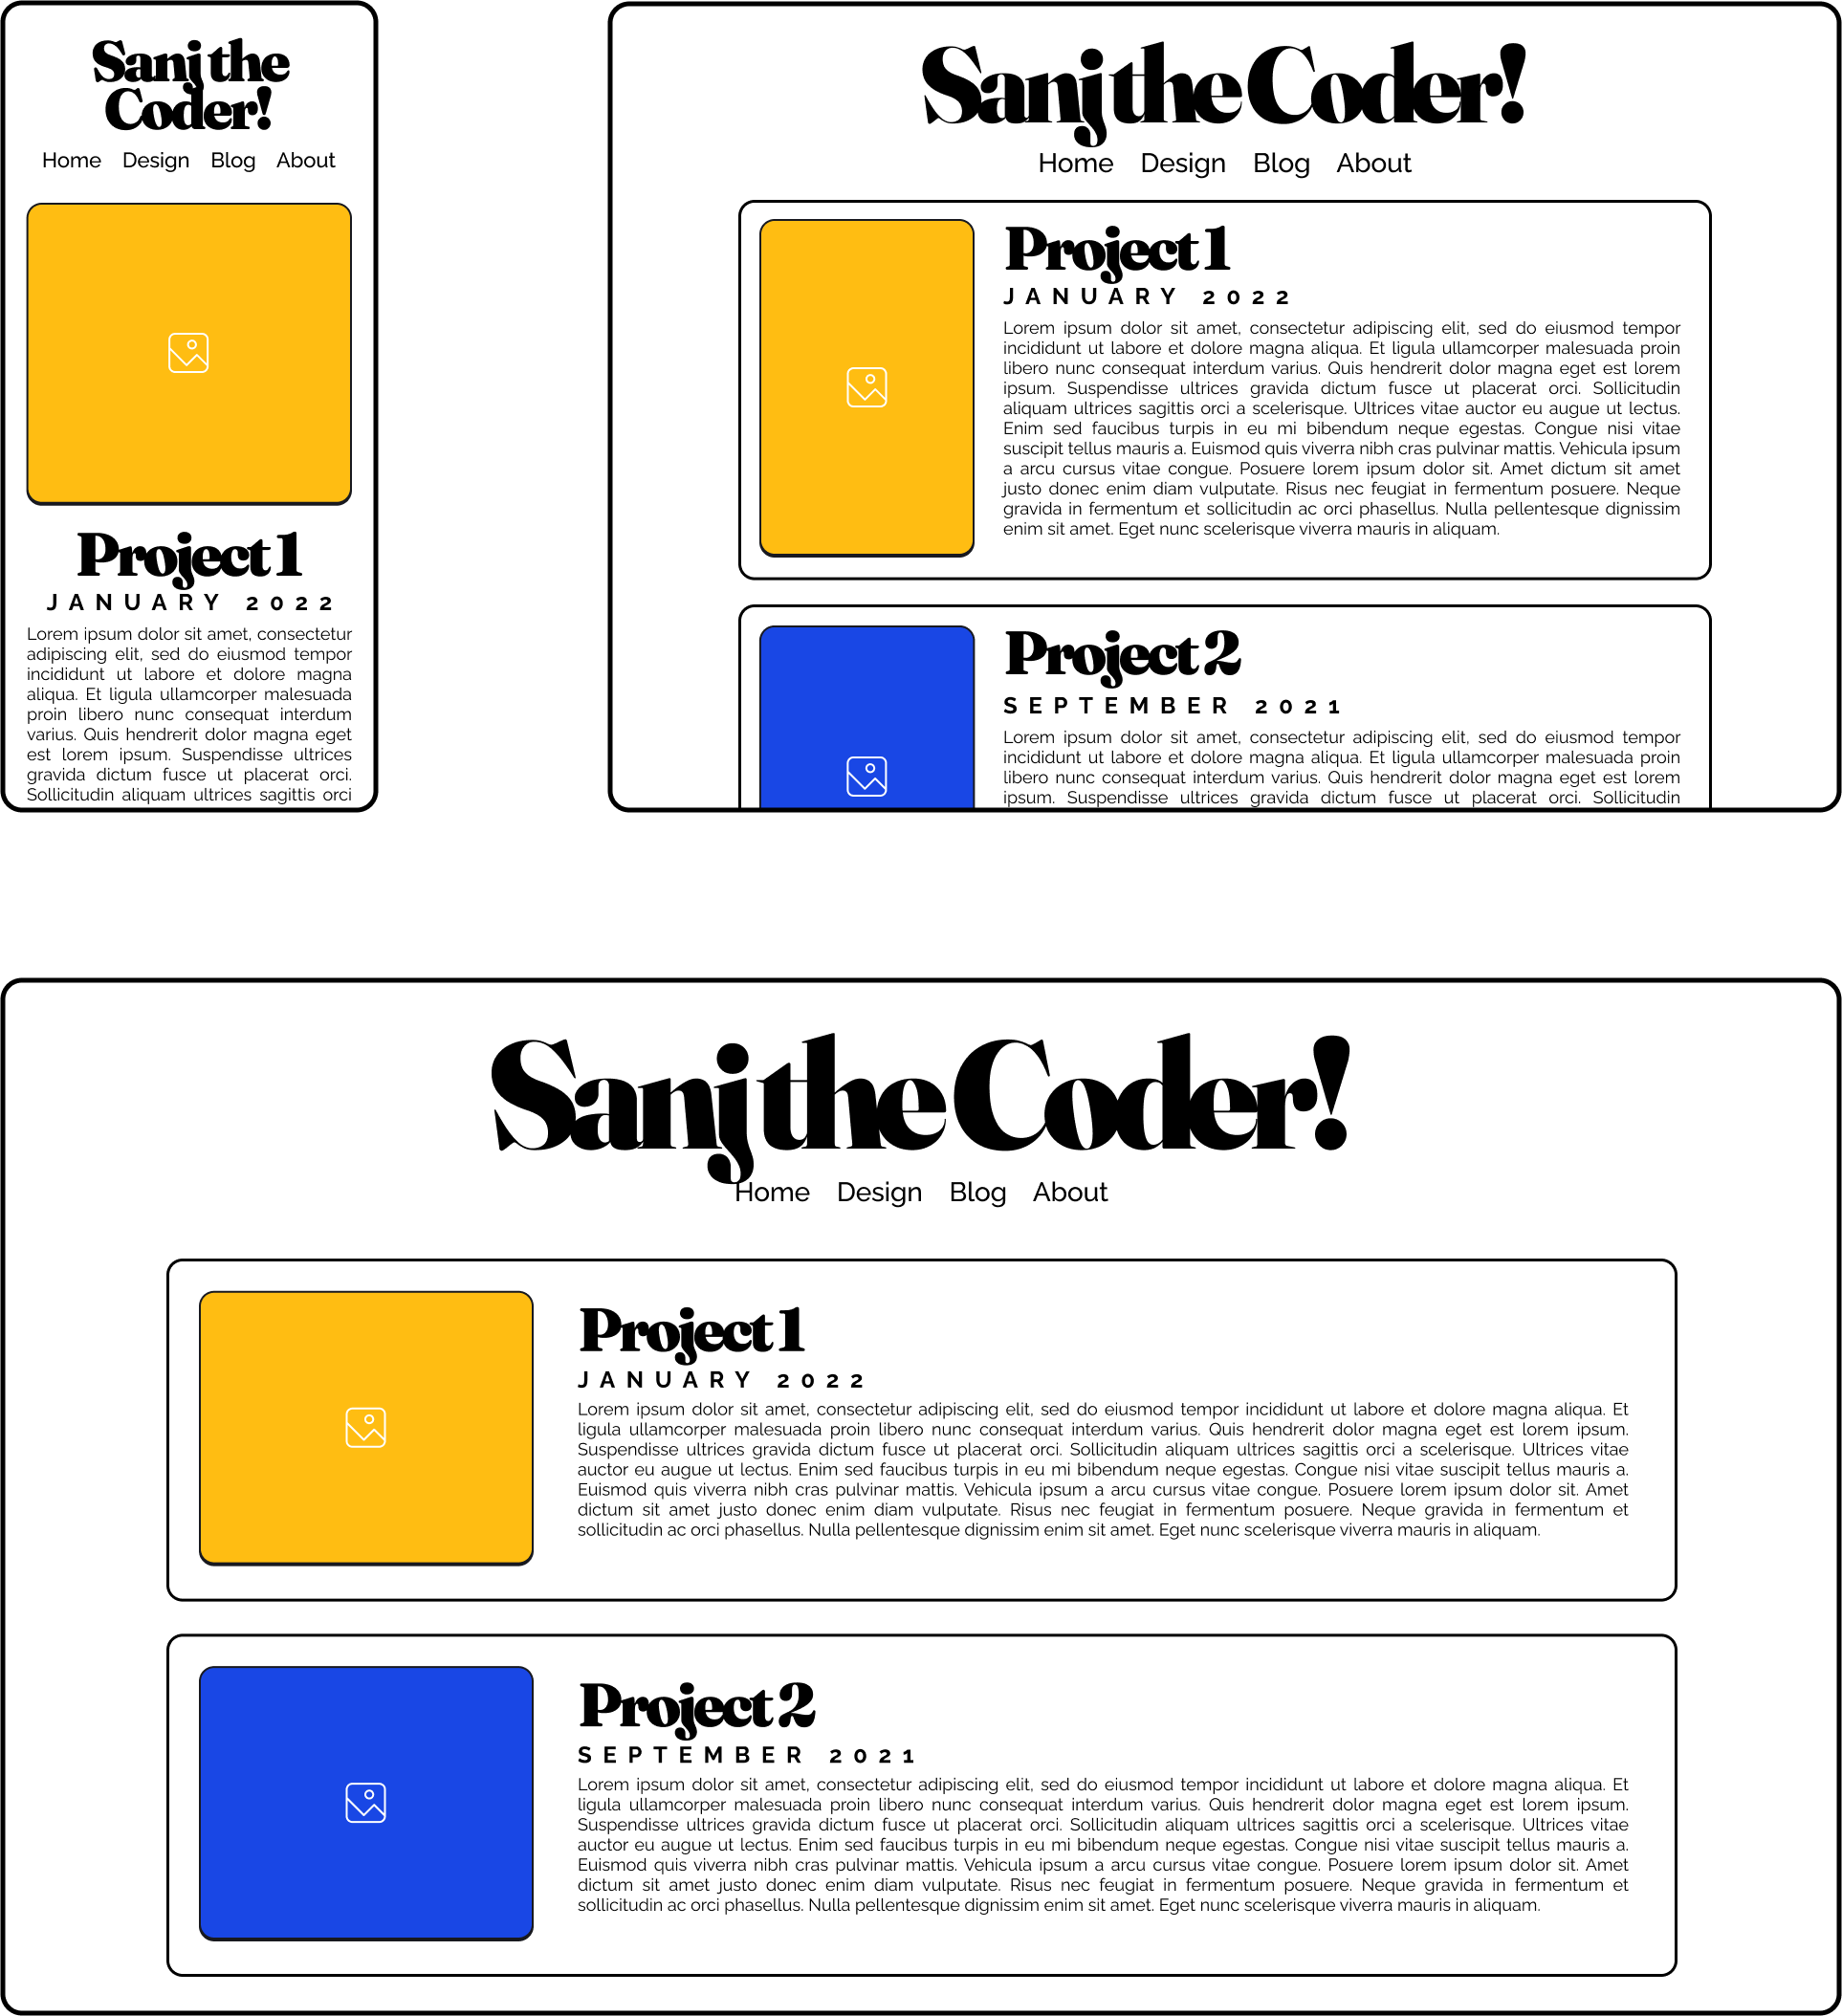 Sanj the
Coder!
Home Design Blog About
Project 1
JANUARY 2022
Lorem ipsum dolor sit amet, consectetur
adipiscing elit, sed do eiusmod tempor
incididunt ut labore et dolore magna
aliqua. Et ligula ullamcorper malesuada
proin libero nunc consequat interdum
varius. Quis hendrerit dolor magna eget
est lorem ipsum. Suspendisse ultrices
gravida dictum fusce ut placerat orci.
Sollicitudin aliquam ultrices sagittis orci
Sanj the Coder!
Home Design Blog About
Project 1
JANUARY 2022
Lorem ipsum dolor sit amet, consectetur adipiscing elit, sed do eiusmod tempor
incididunt ut labore et dolore magna aliqua. Et ligula ullamcorper malesuada proin
libero nunc consequat interdum varius. Quis hendrerit dolor magna eget est lorem
ipsum. Suspendisse ultrices gravida dictum fusce ut placerat orci. Sollicitudin
aliquam ultrices sagittis orci a scelerisque. Ultrices vitae auctor eu augue ut lectus.
Enim sed faucibus turpis in eu mi bibendum neque egestas. Congue nisi vitae
suscipit tellus mauris a. Euismod quis viverra nibh cras pulvinar mattis. Vehicula ipsum
a arcu cursus vitae congue. Posuere lorem ipsum dolor sit. Amet dictum sit amet
justo donec enim diam vulputate. Risus nec feugiat in fermentum posuere. Neque
gravida in fermentum et sollicitudin ac orci phasellus. Nulla pellentesque dignissim
enim sit amet. Eget nunc scelerisque viverra mauris in aliquam.
Project 2
SEPTEMBER 2021
Lorem ipsum dolor sit amet, consectetur adipiscing elit, sed do eiusmod tempor
incididunt ut labore et dolore magna aliqua. Et ligula ullamcorper malesuada proin
libero nunc consequat interdum varius. Quis hendrerit dolor magna eget est lorem
ipsum. Suspendisse ultrices gravida dictum fusce ut placerat orci. Sollicitudin
Sanj the Coder!
Home Design Blog About
Project 1
JANUARY 2022
Lorem ipsum dolor sit amet, consectetur adipiscing elit, sed do eiusmod tempor incididunt ut labore et dolore magna aliqua. Et
ligula ullamcorper malesuada proin libero nunc consequat interdum varius. Quis hendrerit dolor magna eget est lorem ipsum.
Suspendisse ultrices gravida dictum fusce ut placerat orci. Sollicitudin aliquam ultrices sagittis orci a scelerisque. Ultrices vitae
auctor eu augue ut lectus. Enim sed faucibus turpis in eu mi bibendum neque egestas. Congue nisi vitae suscipit tellus mauris a.
Euismod quis viverra nibh cras pulvinar mattis. Vehicula ipsum a arcu cursus vitae congue. Posuere lorem ipsum dolor sit. Amet
dictum sit amet justo donec enim diam vulputate. Risus nec feugiat in fermentum posuere. Neque gravida in fermentum et
sollicitudin ac orci phasellus. Nulla pellentesque dignissim enim sit amet. Eget nunc scelerisque viverra mauris in aliquam.
Project 2
SEPTEMBER 2021
Lorem ipsum dolor sit amet, consectetur adipiscing elit, sed do eiusmod tempor incididunt ut labore et dolore magna aliqua. Et
ligula ullamcorper malesuada proin libero nunc consequat interdum varius. Quis hendrerit dolor magna eget est lorem ipsum.
Suspendisse ultrices gravida dictum fusce ut placerat orci. Sollicitudin aliquam ultrices sagittis orci a scelerisque. Ultrices vitae
auctor eu augue ut lectus. Enim sed faucibus turpis in eu mi bibendum neque egestas. Congue nisi vitae suscipit tellus mauris a.
Euismod quis viverra nibh cras pulvinar mattis. Vehicula ipsum a arcu cursus vitae congue. Posuere lorem ipsum dolor sit. Amet
dictum sit amet justo donec enim diam vulputate. Risus nec feugiat in fermentum posuere. Neque gravida in fermentum et
sollicitudin ac orci phasellus. Nulla pellentesque dignissim enim sit amet. Eget nunc scelerisque viverra mauris in aliquam.